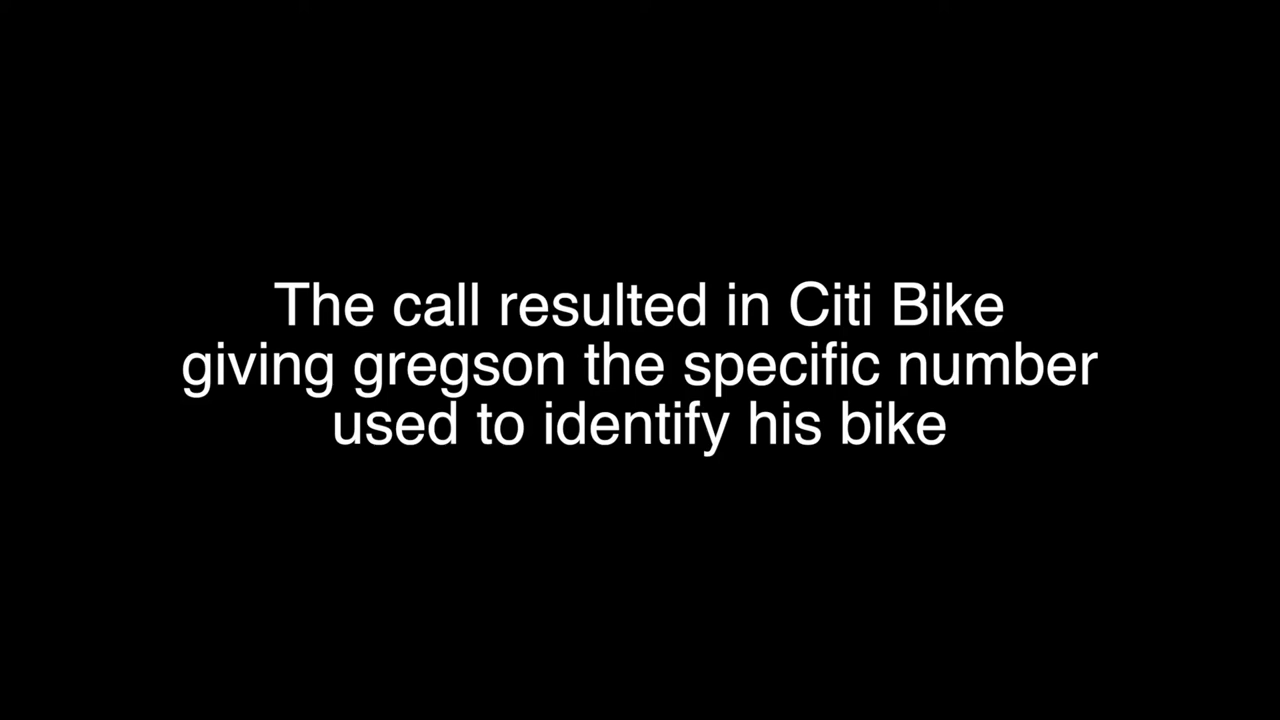 The call resulted in Citi Bike
giving gregson the specific number
used to identify his bike